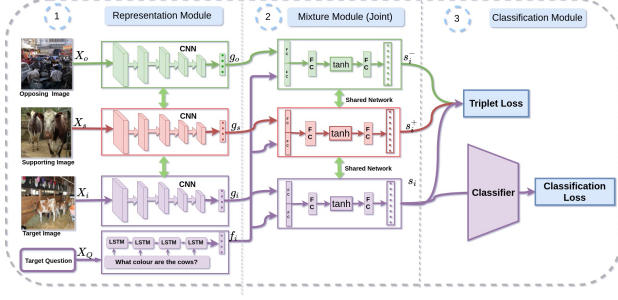 1 Representation Module
2 Mixture Module (Joint)
3 Classification Module
CNN
X_o
g_o
FC
tanh
FC
s_i^-
Opposing Image
Shared Network
Triplet Loss
CNN
X_s
g_s
FC
tanh
FC
s_i^+
Supporting Image
Shared Network
CNN
X_i
g_i
FC
tanh
FC
s_i
Classifier
Classification Loss
Target Image
f_i
Target Question
X_Q
LSTM LSTM LSTM LSTM
What colour are the cows?